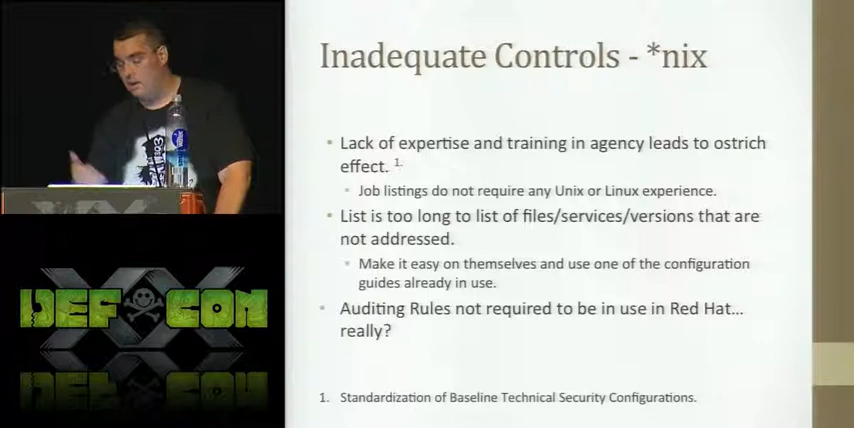 Inadequate Controls - *nix
• Lack of expertise and training in agency leads to ostrich
effect. 1.
• Job listings do not require any Unix or Linux experience.
• List is too long to list of files/services/versions that are
not addressed.
• Make it easy on themselves and use one of the configuration
guides already in use.
• Auditing Rules not required to be in use in Red Hat...
really?
1. Standardization of Baseline Technical Security Configurations.
XX
DEF CON